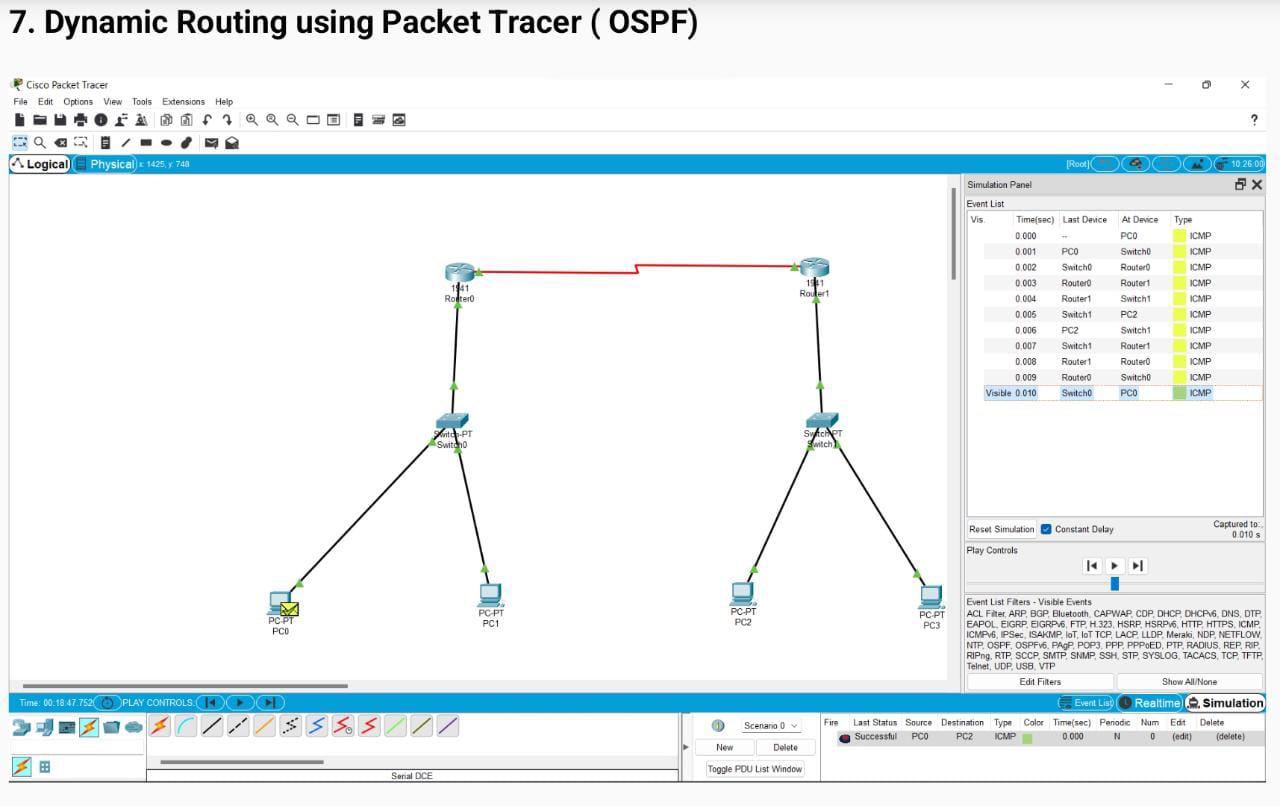 7. Dynamic Routing using Packet Tracer ( OSPF)
Cisco Packet Tracer
File Edit Options View Tools Extensions Help
?
Logical Physical x: 1425, y: 748 [Root] 10:26:00
Simulation Panel
Event List
Vis. Time(sec) Last Device At Device Type
0.000 -- PC0 ICMP
0.001 PC0 Switch0 ICMP
0.002 Switch0 Router0 ICMP
0.003 Router0 Router1 ICMP
0.004 Router1 Switch1 ICMP
0.005 Switch1 PC2 ICMP
0.006 PC2 Switch1 ICMP
0.007 Switch1 Router1 ICMP
0.008 Router1 Router0 ICMP
0.009 Router0 Switch0 ICMP
Visible 0.010 Switch0 PC0 ICMP
1941
Router0
1941
Router1
Switch-PT
Switch0
Switch-PT
Switch1
PC-PT
PC0
PC-PT
PC1
PC-PT
PC2
PC-PT
PC3
Reset Simulation Constant Delay
Captured to:
0.010 s
Play Controls
Event List Filters - Visible Events
ACL Filter, ARP, BGP, Bluetooth, CAPWAP, CDP, DHCP, DHCPv6, DNS, DTP,
EAPOL, EIGRP, EIGRPv6, FTP, H.323, HSRP, HSRPv6, HTTP, HTTPS, ICMP,
ICMPv6, IPSec, ISAKMP, IoT, IoT TCP, LACP, LLDP, Meraki, NDP, NETFLOW,
NTP, OSPF, OSPFv6, PAgP, POP3, PPP, PPPoED, PTP, RADIUS, REP, RIP,
RIPng, RTP, SCCP, SMTP, SNMP, SSH, STP, SYSLOG, TACACS, TCP, TFTP,
Telnet, UDP, USB, VTP
Edit Filters Show All/None
Time: 00:18:47.752 PLAY CONTROLS: Event List Realtime Simulation
Scenario 0
New Delete
Toggle PDU List Window
Fire Last Status Source Destination Type Color Time(sec) Periodic Num Edit Delete
Successful PC0 PC2 ICMP 0.000 N 0 (edit) (delete)
Serial DCE